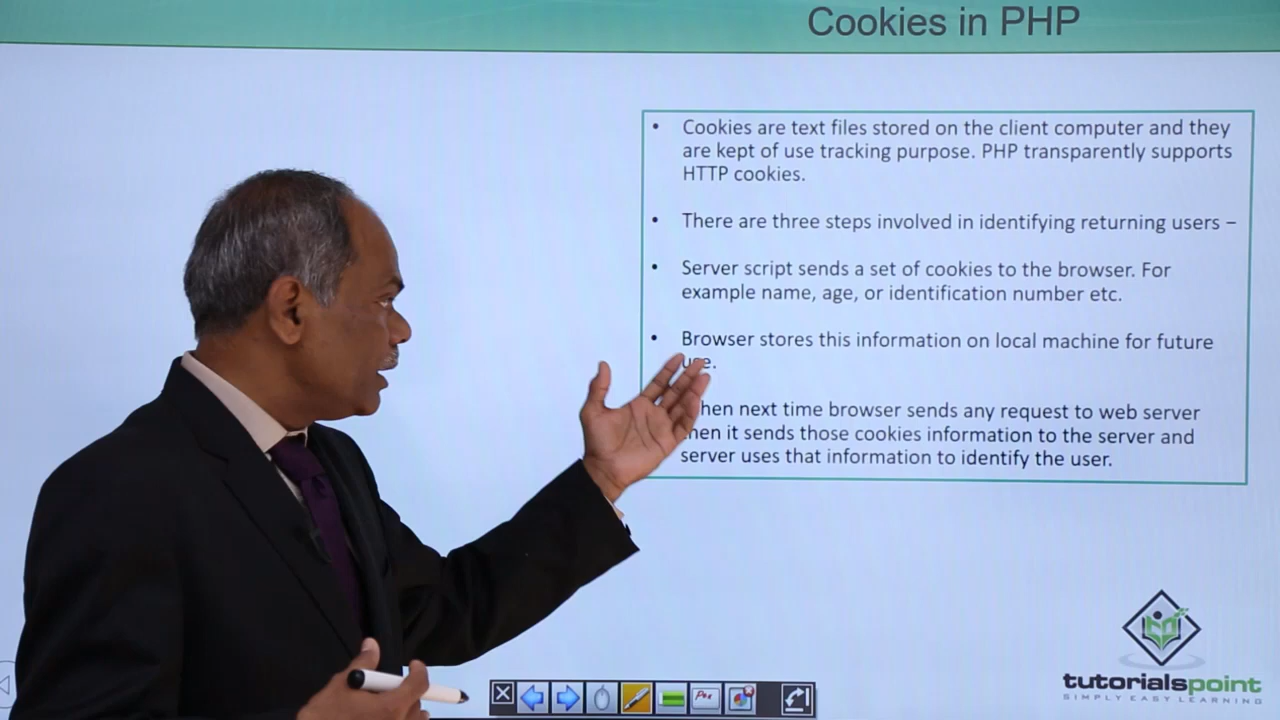 Cookies in PHP
• Cookies are text files stored on the client computer and they
are kept of use tracking purpose. PHP transparently supports
HTTP cookies.
• There are three steps involved in identifying returning users –
• Server script sends a set of cookies to the browser. For
example name, age, or identification number etc.
• Browser stores this information on local machine for future
use.
next time browser sends any request to web server
it sends those cookies information to the server and
server uses that information to identify the user.
Pen
tutorialspoint
SIMPLY EASY LEARNING